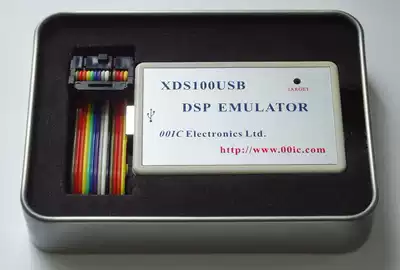 XDS100USB
DSP EMULATOR
00IC Electronics Ltd.
http://www.00ic.com